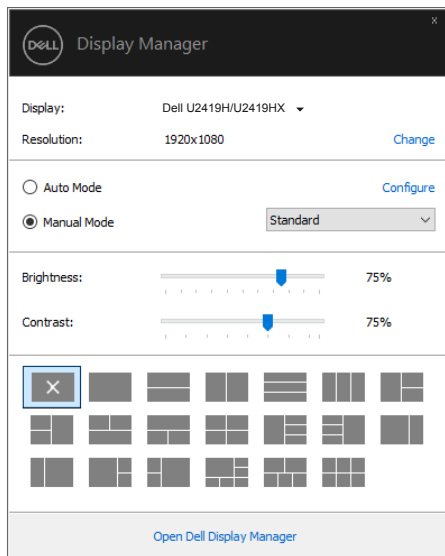 x
DELL Display Manager
Display: Dell U2419H/U2419HX
Resolution: 1920x1080 Change
Auto Mode Configure
Manual Mode Standard
Brightness: 75%
Contrast: 75%
Open Dell Display Manager